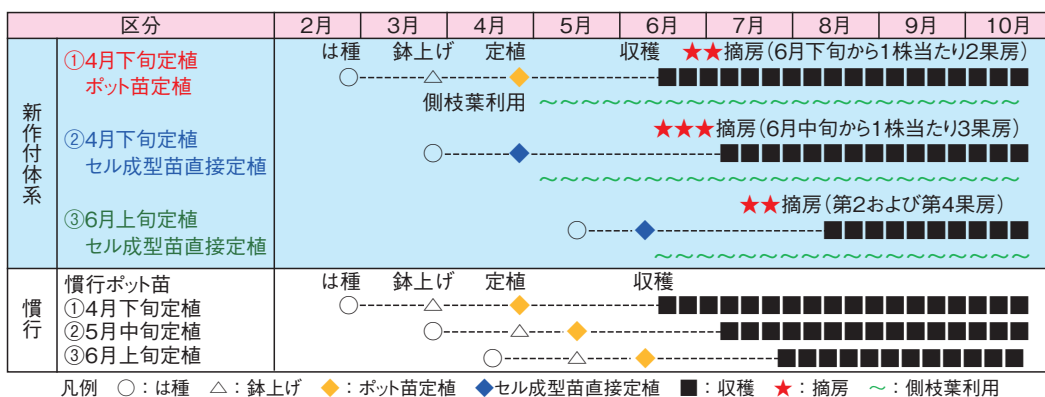 区分 2月 3月 4月 5月 6月 7月 8月 9月 10月
新作付体系
①4月下旬定植
ポット苗定植
は種 鉢上げ 定植 収穫 ★★摘房(6月下旬から1株当たり2果房)
側枝葉利用
②4月下旬定植
セル成型苗直接定植
★★★摘房(6月中旬から1株当たり3果房)
③6月上旬定植
セル成型苗直接定植
★★摘房(第2および第4果房)
慣行
慣行ポット苗 は種 鉢上げ 定植 収穫
①4月下旬定植
②5月中旬定植
③6月上旬定植
凡例 ○:は種 △:鉢上げ ◆:ポット苗定植 ◆セル成型苗直接定植 ■:収穫 ★:摘房 ~:側枝葉利用